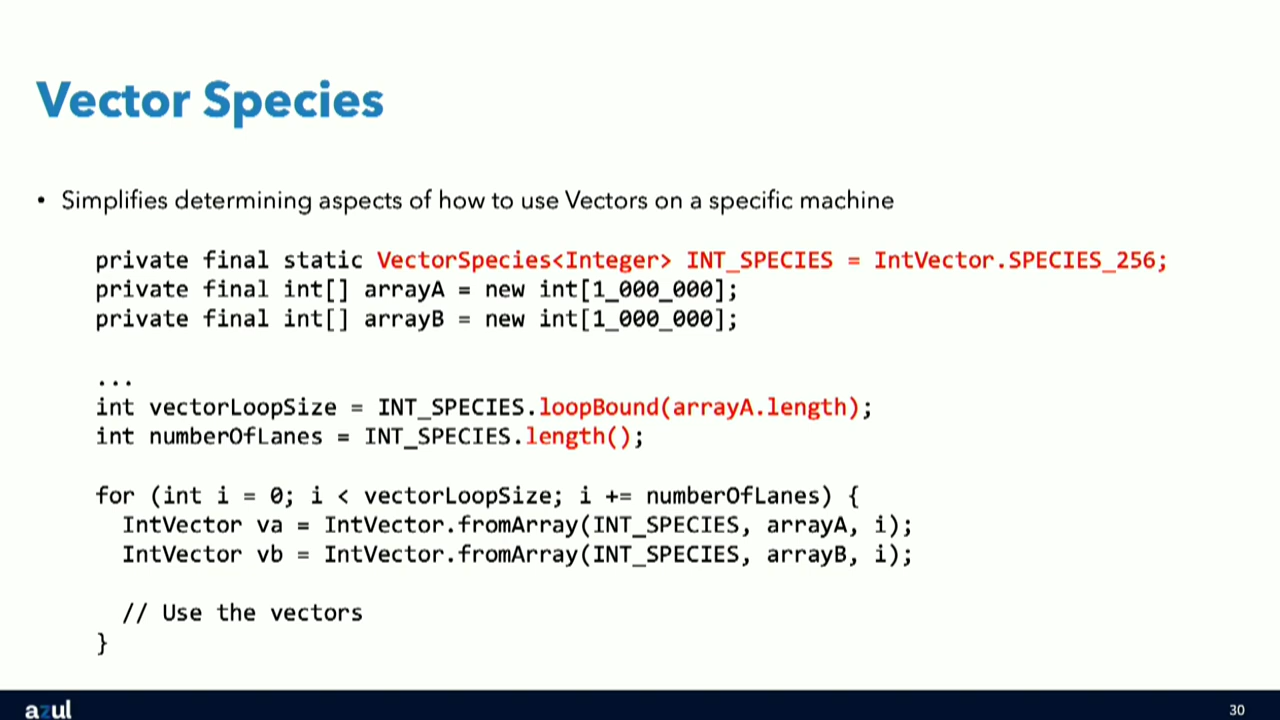 Vector Species
• Simplifies determining aspects of how to use Vectors on a specific machine
private final static VectorSpecies<Integer> INT_SPECIES = IntVector.SPECIES_256;
private final int[] arrayA = new int[1_000_000];
private final int[] arrayB = new int[1_000_000];
...
int vectorLoopSize = INT_SPECIES.loopBound(arrayA.length);
int numberOfLanes = INT_SPECIES.length();
for (int i = 0; i < vectorLoopSize; i += numberOfLanes) {
IntVector va = IntVector.fromArray(INT_SPECIES, arrayA, i);
IntVector vb = IntVector.fromArray(INT_SPECIES, arrayB, i);
// Use the vectors
}
azul
30